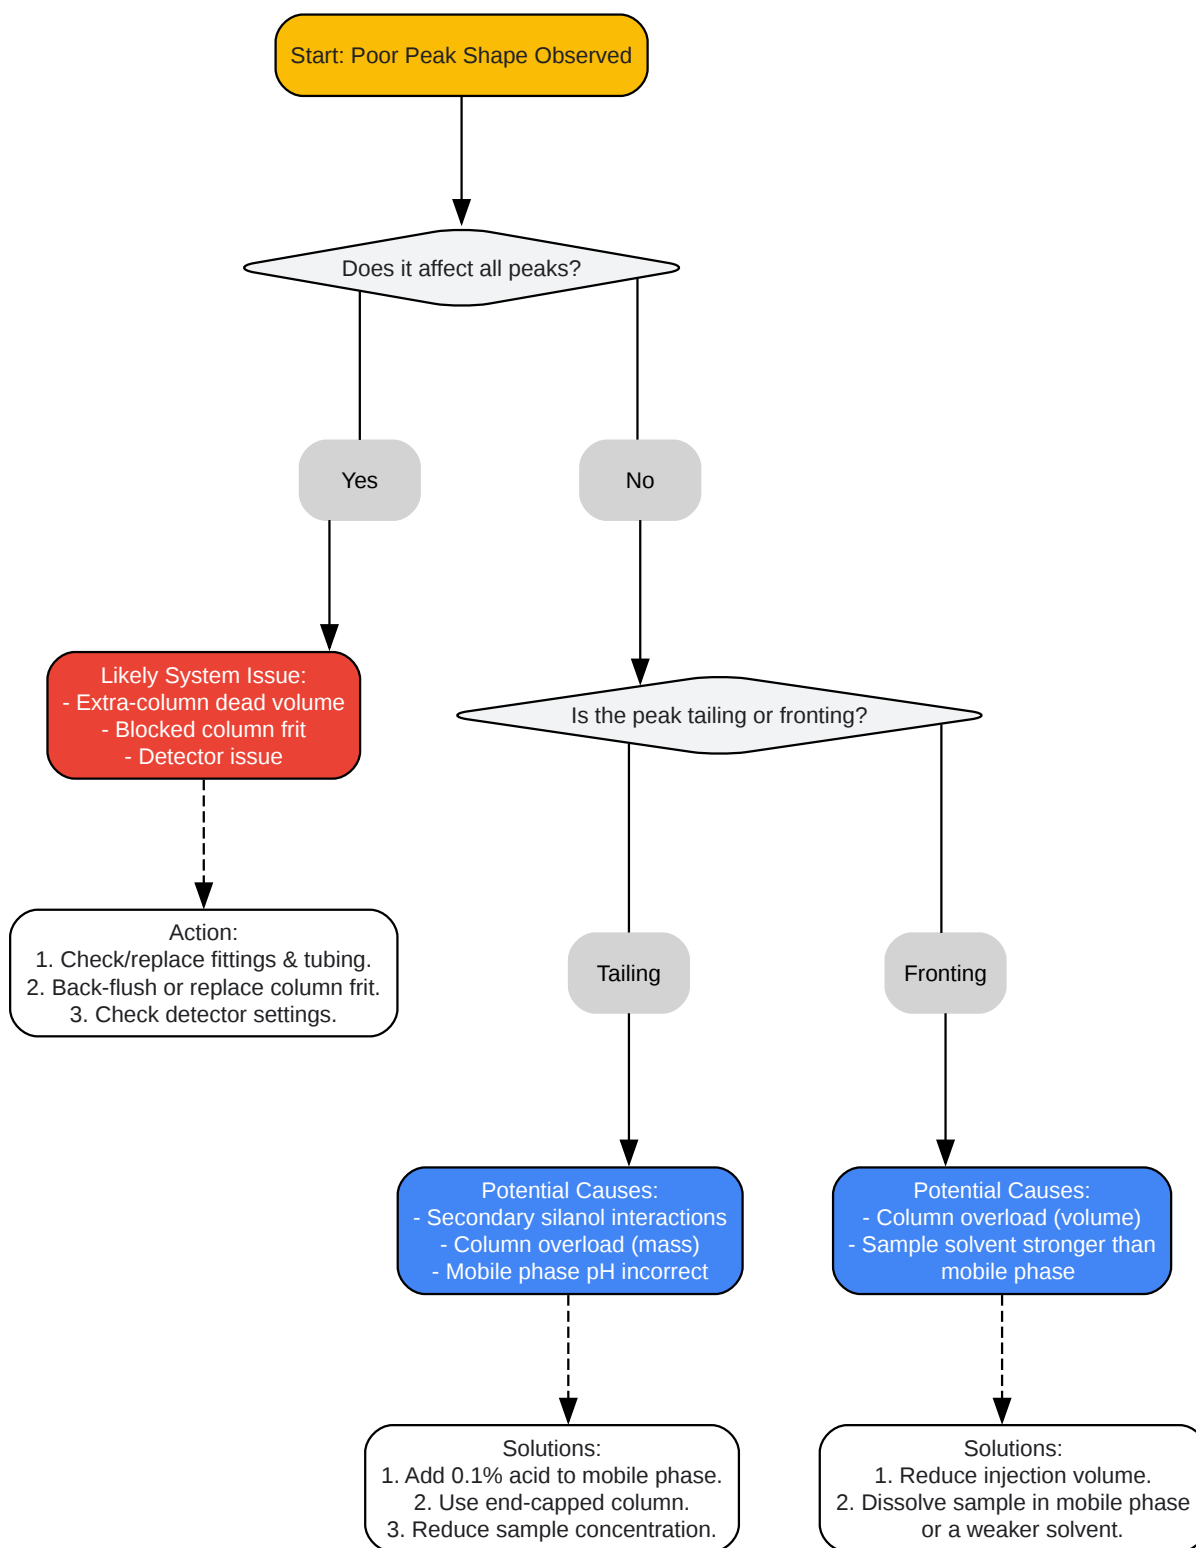 Start: Poor Peak Shape Observed
Does it affect all peaks?
Yes
No
Likely System Issue:
- Extra-column dead volume
- Blocked column frit
- Detector issue
Is the peak tailing or fronting?
Action:
1. Check/replace fittings & tubing.
2. Back-flush or replace column frit.
3. Check detector settings.
Tailing
Fronting
Potential Causes:
- Secondary silanol interactions
- Column overload (mass)
- Mobile phase pH incorrect
Potential Causes:
- Column overload (volume)
- Sample solvent stronger than
mobile phase
Solutions:
1. Add 0.1% acid to mobile phase.
2. Use end-capped column.
3. Reduce sample concentration.
Solutions:
1. Reduce injection volume.
2. Dissolve sample in mobile phase
or a weaker solvent.